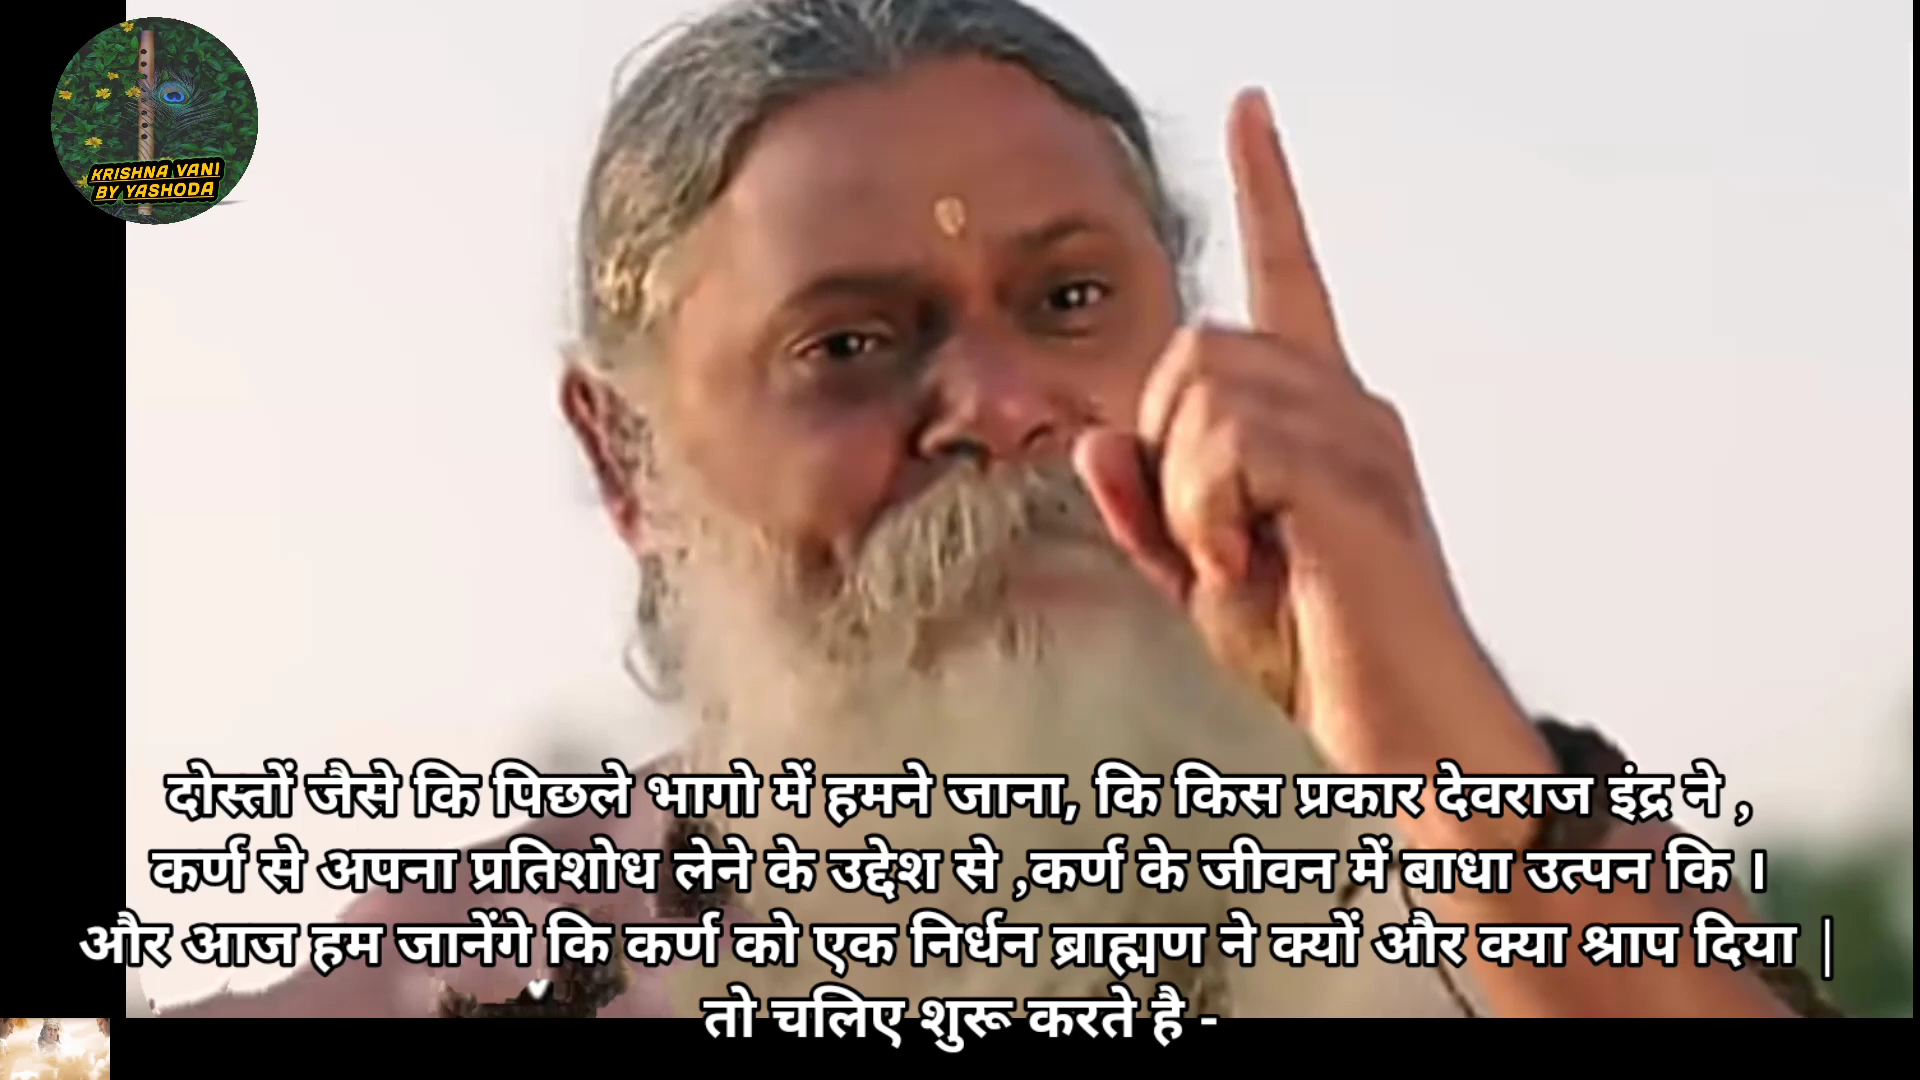 KRISHNA VANI
BY YASHODA
दोस्तों जैसे कि पिछले भागो में हमने जाना, कि किस प्रकार देवराज इंद्र ने ,
कर्ण से अपना प्रतिशोध लेने के उद्देश से ,कर्ण के जीवन में बाधा उत्पन कि ।
और आज हम जानेंगे कि कर्ण को एक निर्धन ब्राह्मण ने क्यों और क्या श्राप दिया |
तो चलिए शुरू करते है -